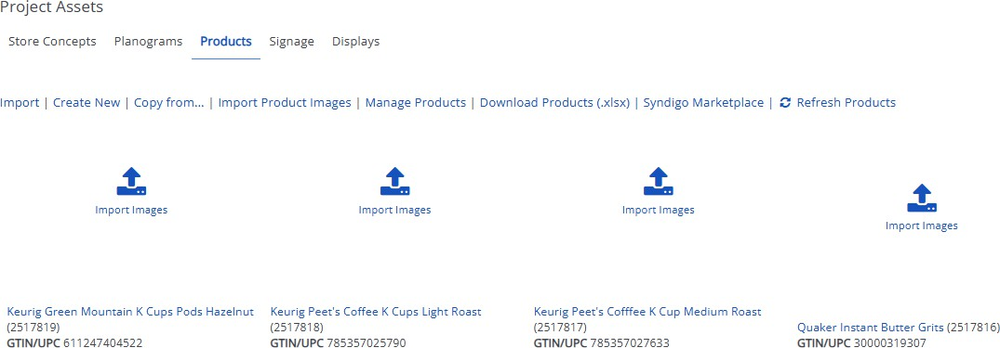 Project Assets
Store Concepts Planograms Products Signage Displays
Import | Create New | Copy from... | Import Product Images | Manage Products | Download Products (.xlsx) | Syndigo Marketplace | Refresh Products
Import Images Import Images Import Images
Import Images
Keurig Green Mountain K Cups Pods Hazelnut
(2517819)
GTIN/UPC 611247404522
Keurig Peet's Coffee K Cups Light Roast
(2517818)
GTIN/UPC 785357025790
Keurig Peet's Cofffee K Cup Medium Roast
(2517817)
GTIN/UPC 785357027633
Quaker Instant Butter Grits (2517816)
GTIN/UPC 30000319307